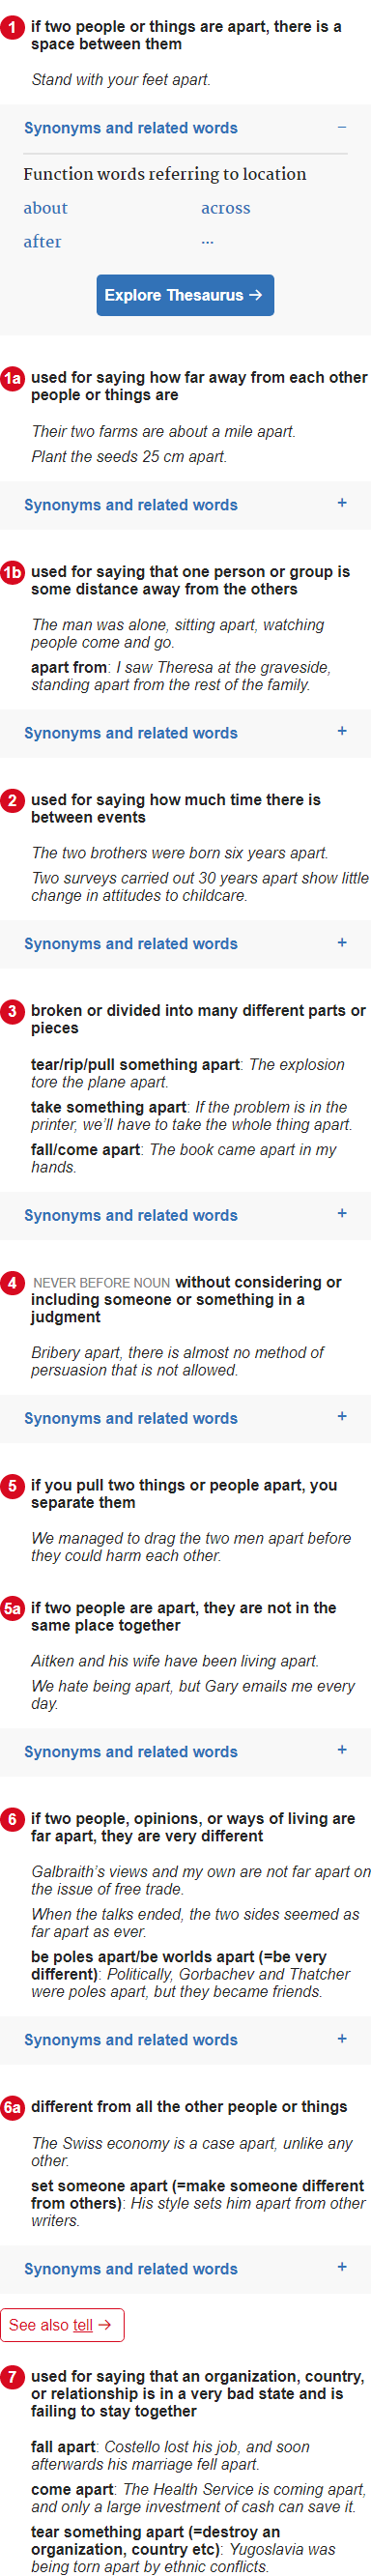 1 if two people or things are apart, there is a
space between them
Stand with your feet apart.
Synonyms and related words −
Function words referring to location
about across
after ...
Explore Thesaurus →
1a used for saying how far away from each other
people or things are
Their two farms are about a mile apart.
Plant the seeds 25 cm apart.
Synonyms and related words +
1b used for saying that one person or group is
some distance away from the others
The man was alone, sitting apart, watching
people come and go.
apart from: I saw Theresa at the graveside,
standing apart from the rest of the family.
Synonyms and related words +
2 used for saying how much time there is
between events
The two brothers were born six years apart.
Two surveys carried out 30 years apart show little
change in attitudes to childcare.
Synonyms and related words +
3 broken or divided into many different parts or
pieces
tear/rip/pull something apart: The explosion
tore the plane apart.
take something apart: If the problem is in the
printer, we’ll have to take the whole thing apart.
fall/come apart: The book came apart in my
hands.
Synonyms and related words +
4 NEVER BEFORE NOUN without considering or
including someone or something in a
judgment
Bribery apart, there is almost no method of
persuasion that is not allowed.
Synonyms and related words +
5 if you pull two things or people apart, you
separate them
We managed to drag the two men apart before
they could harm each other.
5a if two people are apart, they are not in the
same place together
Aitken and his wife have been living apart.
We hate being apart, but Gary emails me every
day.
Synonyms and related words +
6 if two people, opinions, or ways of living are
far apart, they are very different
Galbraith’s views and my own are not far apart on
the issue of free trade.
When the talks ended, the two sides seemed as
far apart as ever.
be poles apart/be worlds apart (=be very
different): Politically, Gorbachev and Thatcher
were poles apart, but they became friends.
Synonyms and related words +
6a different from all the other people or things
The Swiss economy is a case apart, unlike any
other.
set someone apart (=make someone different
from others): His style sets him apart from other
writers.
Synonyms and related words +
See also tell →
7 used for saying that an organization, country,
or relationship is in a very bad state and is
failing to stay together
fall apart: Costello lost his job, and soon
afterwards his marriage fell apart.
come apart: The Health Service is coming apart,
and only a large investment of cash can save it.
tear something apart (=destroy an
organization, country etc): Yugoslavia was
being torn apart by ethnic conflicts.